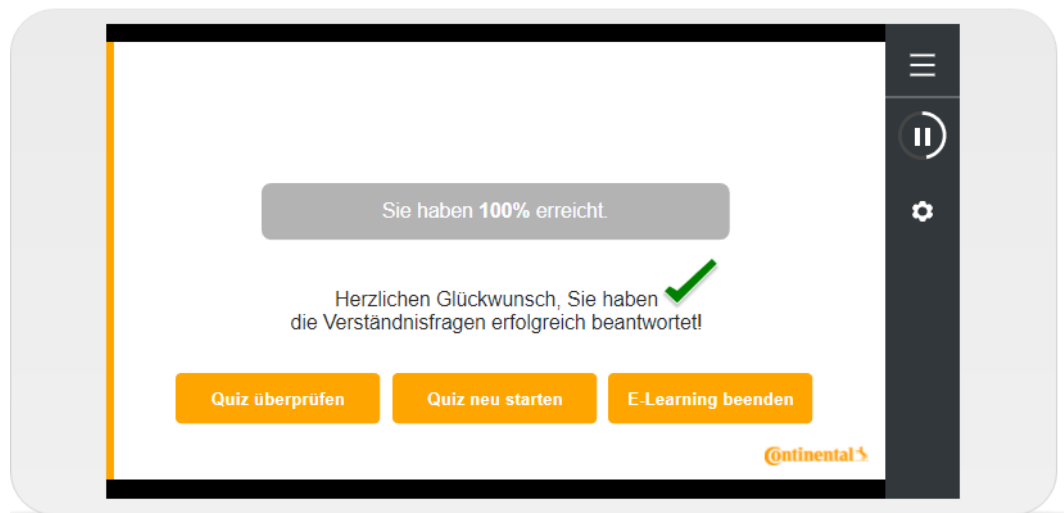 Sie haben 100% erreicht.
Herzlichen Glückwunsch, Sie haben
die Verständnisfragen erfolgreich beantwortet!
Quiz überprüfen
Quiz neu starten
E-Learning beenden
Continental